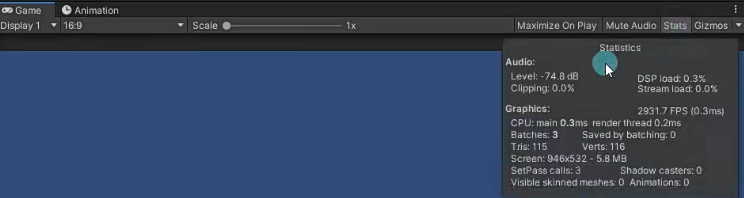 Game Animation
Display 1 16:9 Scale 1x Maximize On Play Mute Audio Stats Gizmos
Statistics
Audio:
Level: -74.8 dB DSP load: 0.3%
Clipping: 0.0% Stream load: 0.0%
Graphics: 2931.7 FPS (0.3ms)
CPU: main 0.3ms render thread 0.2ms
Batches: 3 Saved by batching: 0
Tris: 115 Verts: 116
Screen: 946x532 - 5.8 MB
SetPass calls: 3 Shadow casters: 0
Visible skinned meshes: 0 Animations: 0